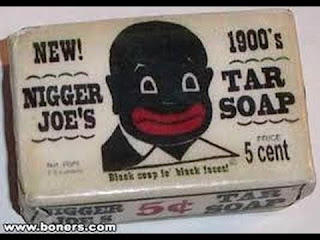 NEW!
1900's
NIGGER
JOE'S
TAR
SOAP
PRICE
5 cent
Black soap fo' black faces!
NIGGER
JOE'S
5¢
TAR
SOAP
© www.boners.com